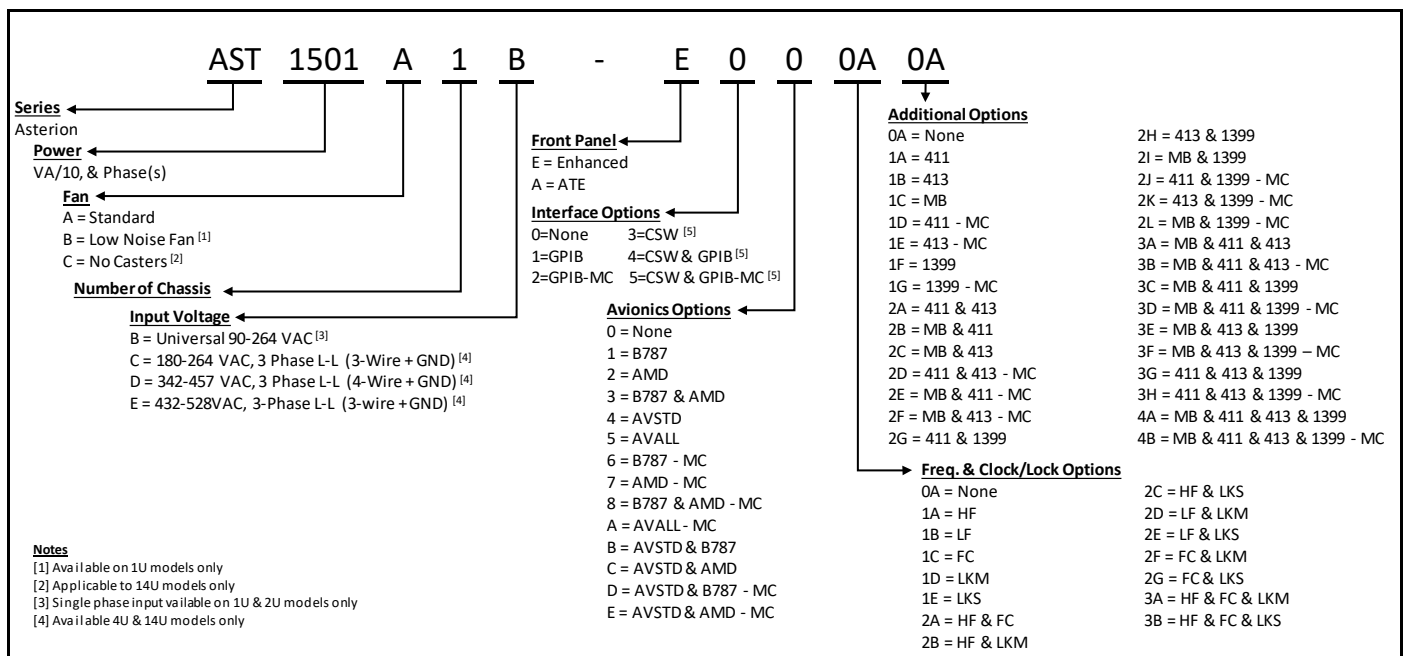 AST 1501 A 1 B - E 0 0 0A 0A
Series
Asterion
Power
VA/10, & Phase(s)
Fan
A = Standard
B = Low Noise Fan [1]
C = No Casters [2]
Number of Chassis
Input Voltage
B = Universal 90-264 VAC [3]
C = 180-264 VAC, 3 Phase L-L (3-Wire + GND) [4]
D = 342-457 VAC, 3 Phase L-L (4-Wire + GND) [4]
E = 432-528VAC, 3-Phase L-L (3-wire + GND) [4]
Front Panel
E = Enhanced
A = ATE
Interface Options
0=None 3=CSW [5]
1=GPIB 4=CSW & GPIB [5]
2=GPIB-MC 5=CSW & GPIB-MC [5]
Avionics Options
0 = None
1 = B787
2 = AMD
3 = B787 & AMD
4 = AVSTD
5 = AVALL
6 = B787 - MC
7 = AMD - MC
8 = B787 & AMD - MC
A = AVALL - MC
B = AVSTD & B787
C = AVSTD & AMD
D = AVSTD & B787 - MC
E = AVSTD & AMD - MC
Additional Options
0A = None
1A = 411
1B = 413
1C = MB
1D = 411 - MC
1E = 413 - MC
1F = 1399
1G = 1399 - MC
2A = 411 & 413
2B = MB & 411
2C = MB & 413
2D = 411 & 413 - MC
2E = MB & 411 - MC
2F = MB & 413 - MC
2G = 411 & 1399
2H = 413 & 1399
2I = MB & 1399
2J = 411 & 1399 - MC
2K = 413 & 1399 - MC
2L = MB & 1399 - MC
3A = MB & 411 & 413
3B = MB & 411 & 413 - MC
3C = MB & 411 & 1399
3D = MB & 411 & 1399 - MC
3E = MB & 413 & 1399
3F = MB & 413 & 1399 – MC
3G = 411 & 413 & 1399
3H = 411 & 413 & 1399 - MC
4A = MB & 411 & 413 & 1399
4B = MB & 411 & 413 & 1399 - MC
Freq. & Clock/Lock Options
0A = None
1A = HF
1B = LF
1C = FC
1D = LKM
1E = LKS
2A = HF & FC
2B = HF & LKM
2C = HF & LKS
2D = LF & LKM
2E = LF & LKS
2F = FC & LKM
2G = FC & LKS
3A = HF & FC & LKM
3B = HF & FC & LKS
Notes
[1] Available on 1U models only
[2] Applicable to 14U models only
[3] Single phase input vailable on 1U & 2U models only
[4] Available 4U & 14U models only